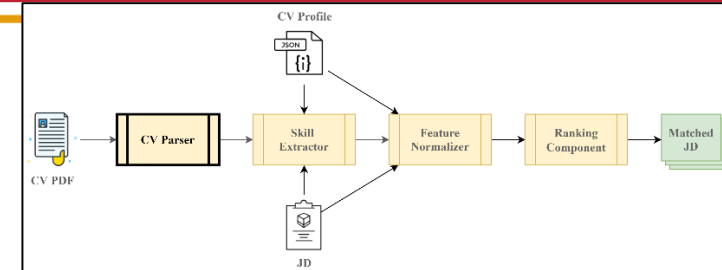 CV Profile
JSON
{i}
CV Parser
Skill
Extractor
Feature
Normalizer
Ranking
Component
Matched
JD
CV PDF
JD